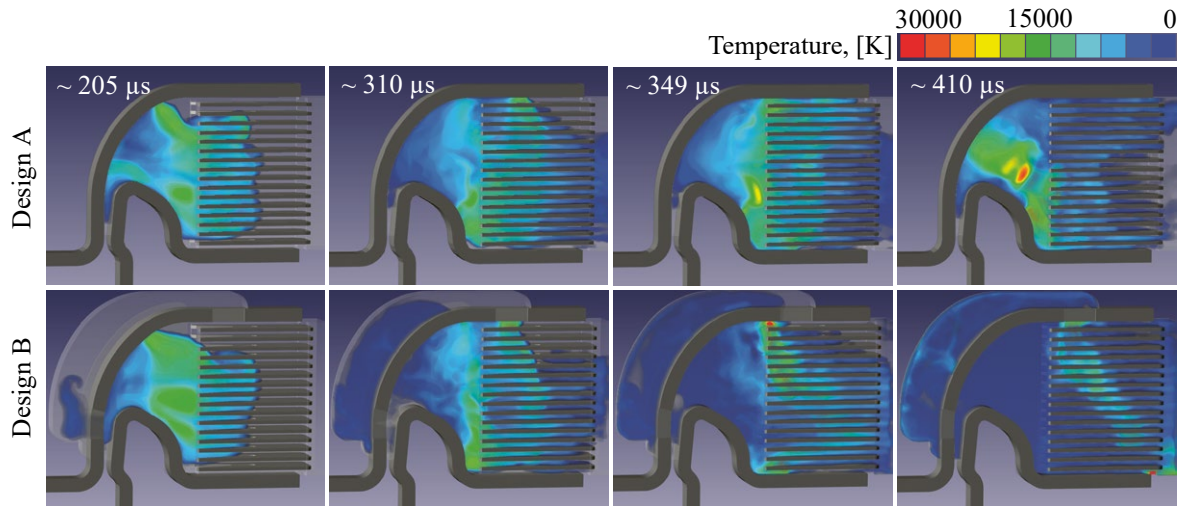 30000 15000 0
Temperature, [K]
~ 205 µs ~ 310 µs ~ 349 µs ~ 410 µs
Design A
Design B